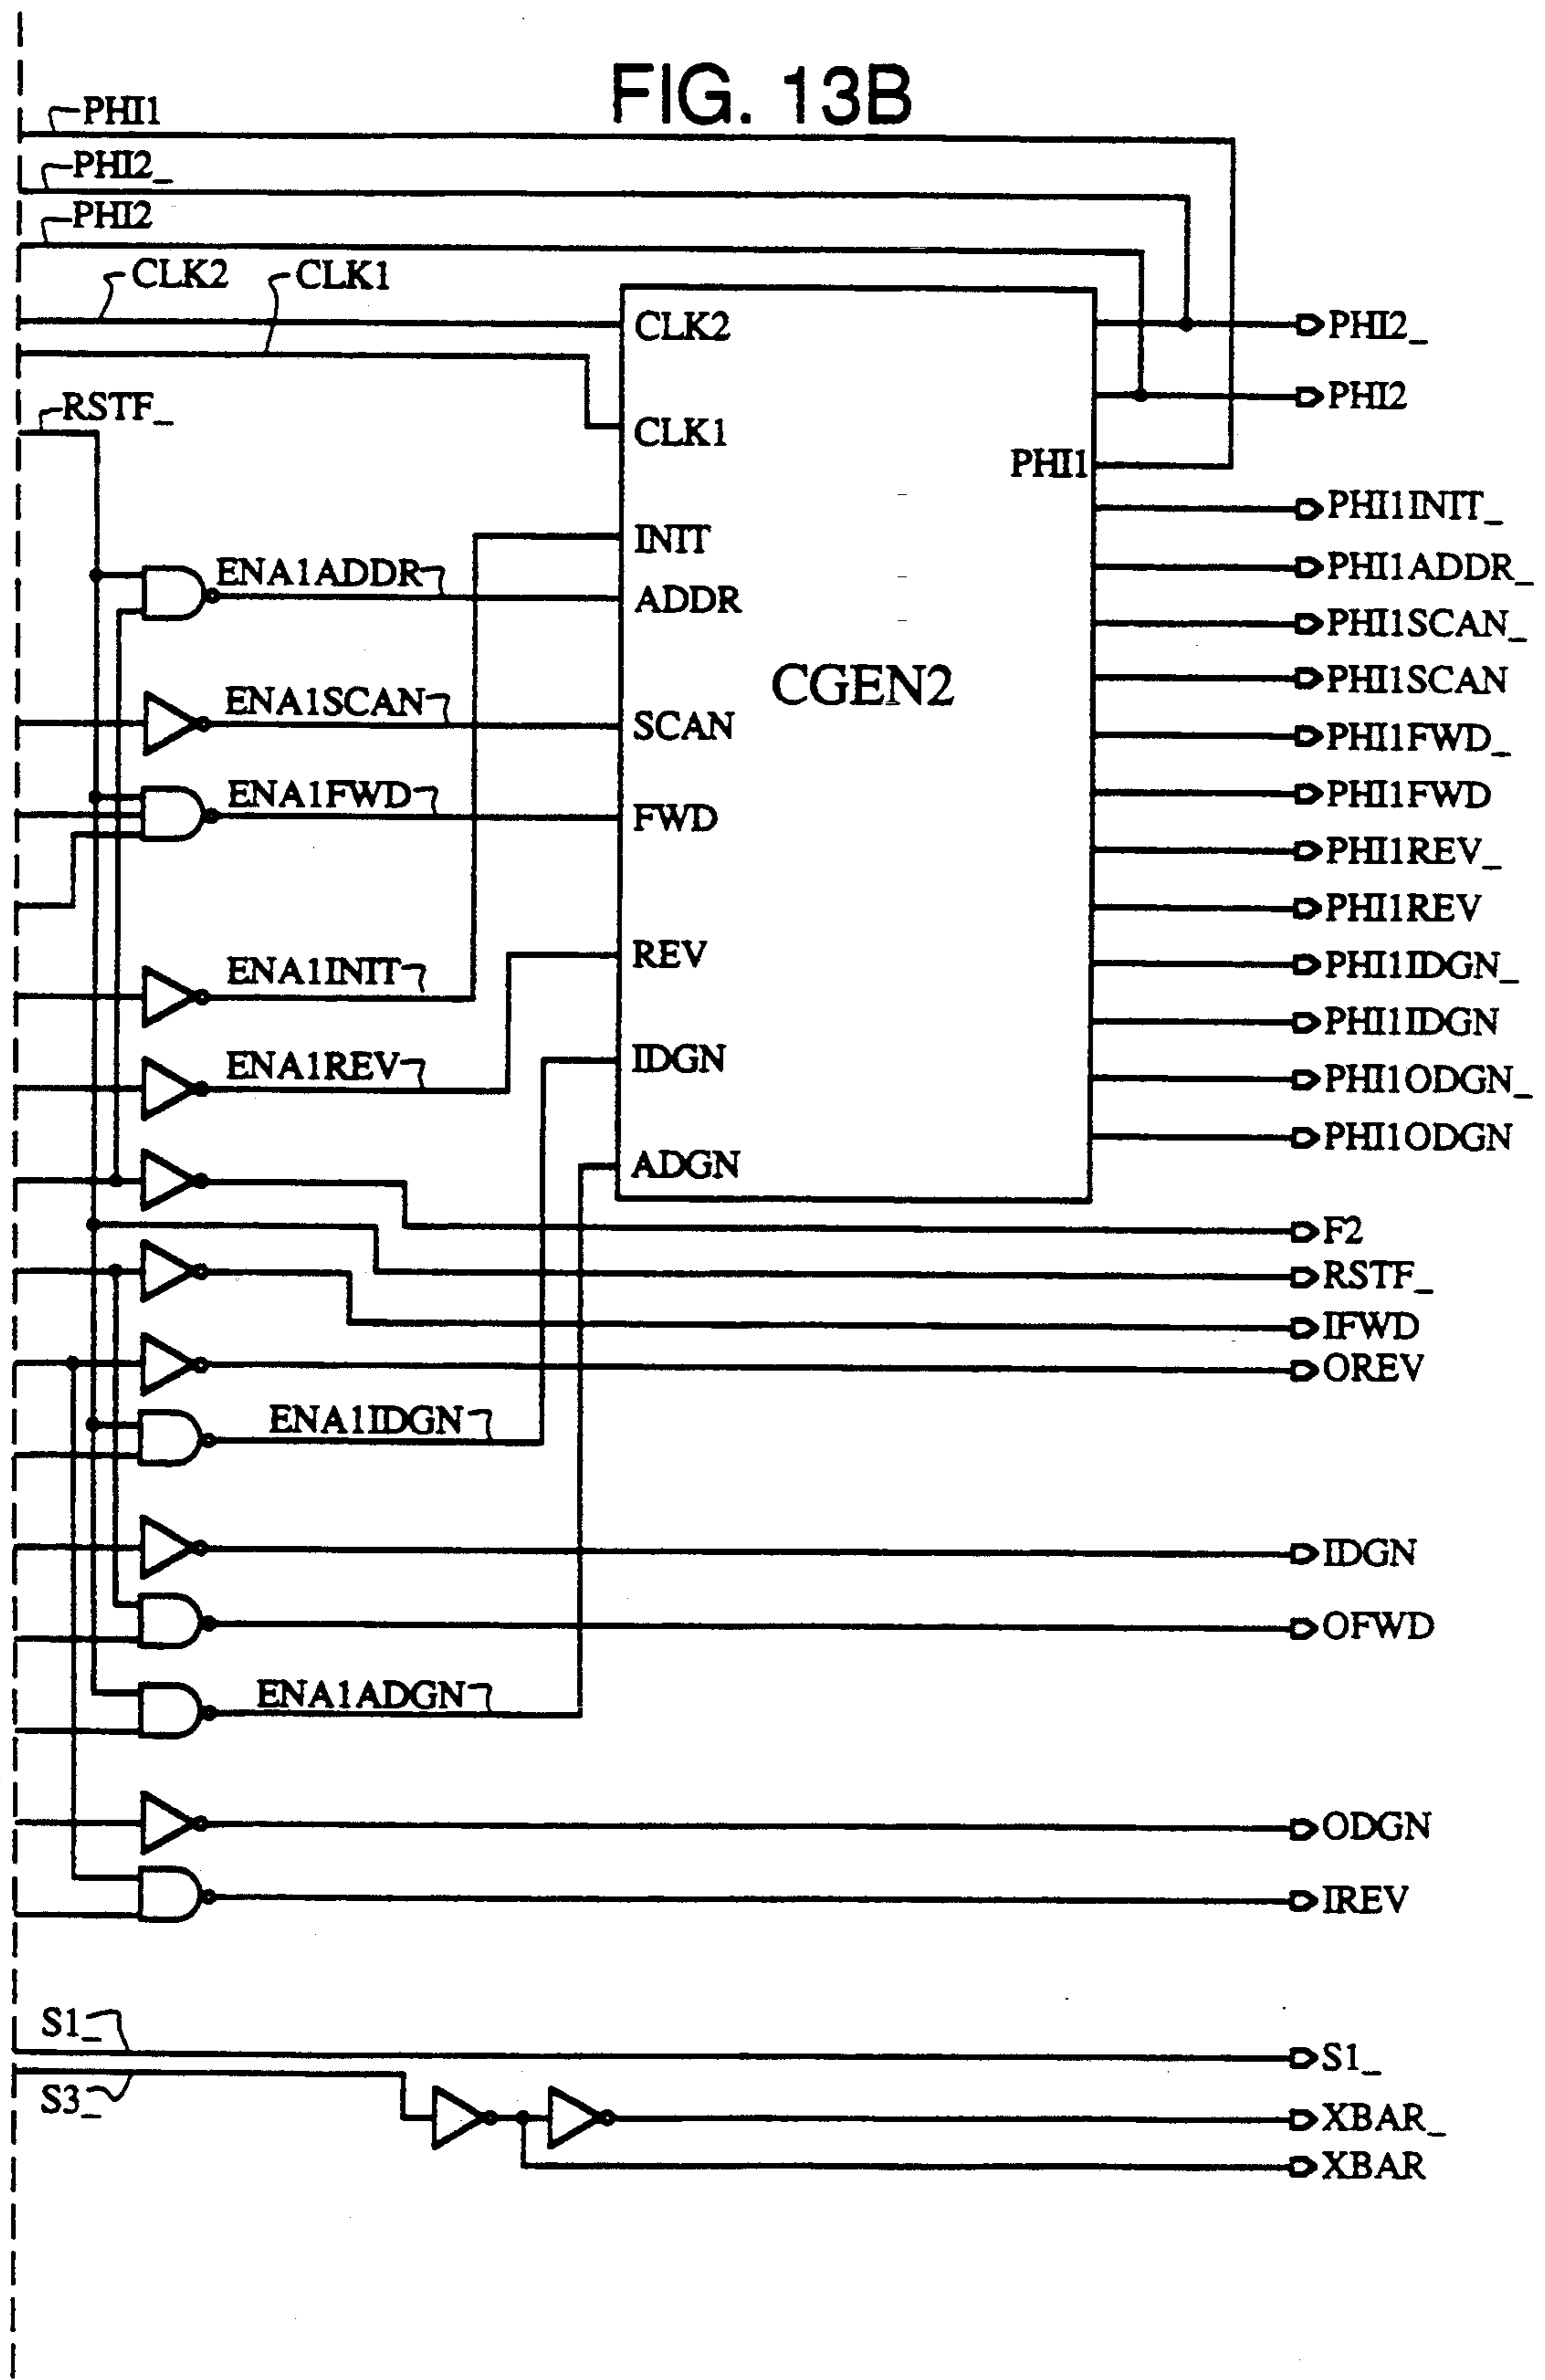 FIG. 13B
PHI1
PHI2_
PHI2
CLK2 CLK1
CLK2 PHI2_
RSTF_ PHI2
CLK1
PHI1
PHI1INIT_
INIT
ENA1ADDR ADDR PHI1ADDR_
PHI1SCAN_
CGEN2 PHI1SCAN
ENA1SCAN SCAN
PHI1FWD_
ENA1FWD FWD PHI1FWD
PHI1REV_
PHI1REV
ENA1INIT REV PHI1IDGN_
PHI1IDGN
ENA1REV IDGN
PHI1ODGN_
PHI1ODGN
ADGN
F2
RSTF_
IFWD
OREV
ENA1IDGN
IDGN
OFWD
ENA1ADGN
ODGN
IREV
S1_
S1_
S3_
XBAR_
XBAR